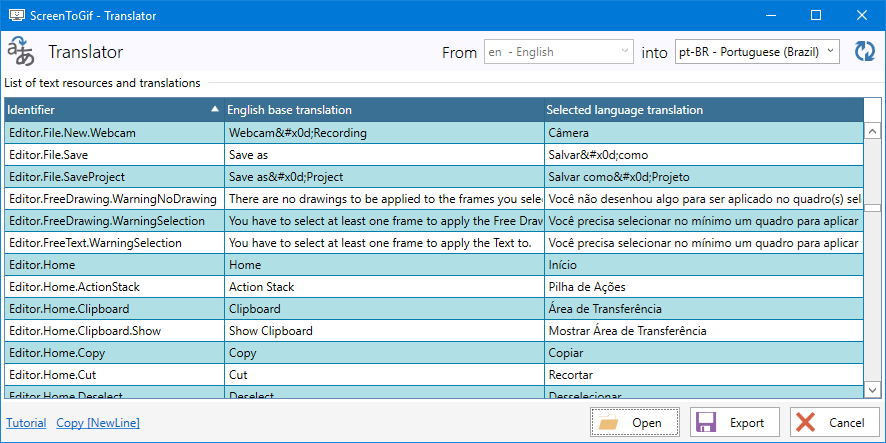 ScreenToGif - Translator
Translator From en - English into pt-BR - Portuguese (Brazil)
List of text resources and translations
Identifier English base translation Selected language translation
Editor.File.New.Webcam Webcam&#x0d;Recording Câmera
Editor.File.Save Save as Salvar&#x0d;como
Editor.File.SaveProject Save as&#x0d;Project Salvar como&#x0d;Projeto
Editor.FreeDrawing.WarningNoDrawing There are no drawings to be applied to the frames you selec Você não desenhou algo para ser aplicado no quadro(s) sel
Editor.FreeDrawing.WarningSelection You have to select at least one frame to apply the Free Draw Você precisa selecionar no mínimo um quadro para aplicar
Editor.FreeText.WarningSelection You have to select at least one frame to apply the Text to. Você precisa selecionar no mínimo um quadro para aplicar
Editor.Home Home Início
Editor.Home.ActionStack Action Stack Pilha de Ações
Editor.Home.Clipboard Clipboard Área de Transferência
Editor.Home.Clipboard.Show Show Clipboard Mostrar Área de Transferência
Editor.Home.Copy Copy Copiar
Editor.Home.Cut Cut Recortar
Editor.Home.Deselect Deselect Desselecionar
Tutorial Copy [NewLine] Open Export Cancel